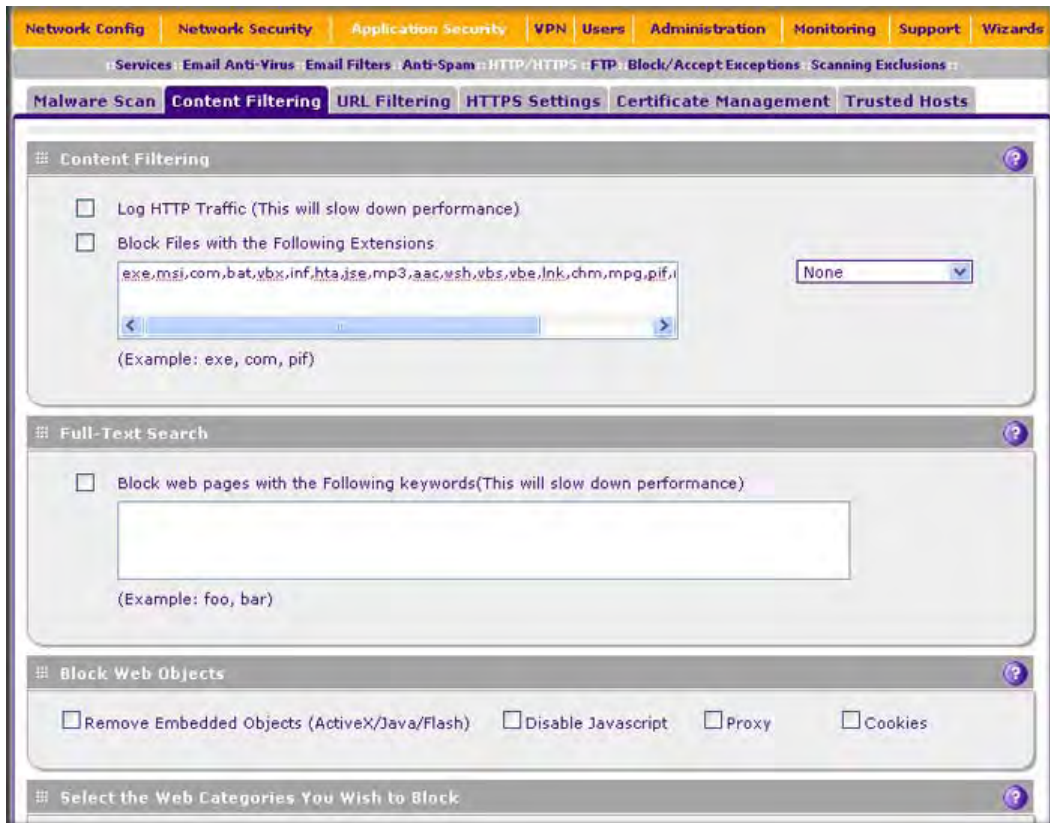 Network Config Network Security Application Security VPN Users Administration Monitoring Support Wizards
Services Email Anti-Virus Email Filters Anti-Spam HTTP/HTTPS FTP Block/Accept Exceptions Scanning Exclusions
Malware Scan Content Filtering URL Filtering HTTPS Settings Certificate Management Trusted Hosts
Content Filtering
Log HTTP Traffic (This will slow down performance)
Block Files with the Following Extensions
exe,msi,com,bat,vbx,inf,hta,jse,mp3,aac,wsh,vbs,vbe,lnk,chm,mpg,pif, None
(Example: exe, com, pif)
Full-Text Search
Block web pages with the Following keywords(This will slow down performance)
(Example: foo, bar)
Block Web Objects
Remove Embedded Objects (ActiveX/Java/Flash) Disable Javascript Proxy Cookies
Select the Web Categories You Wish to Block